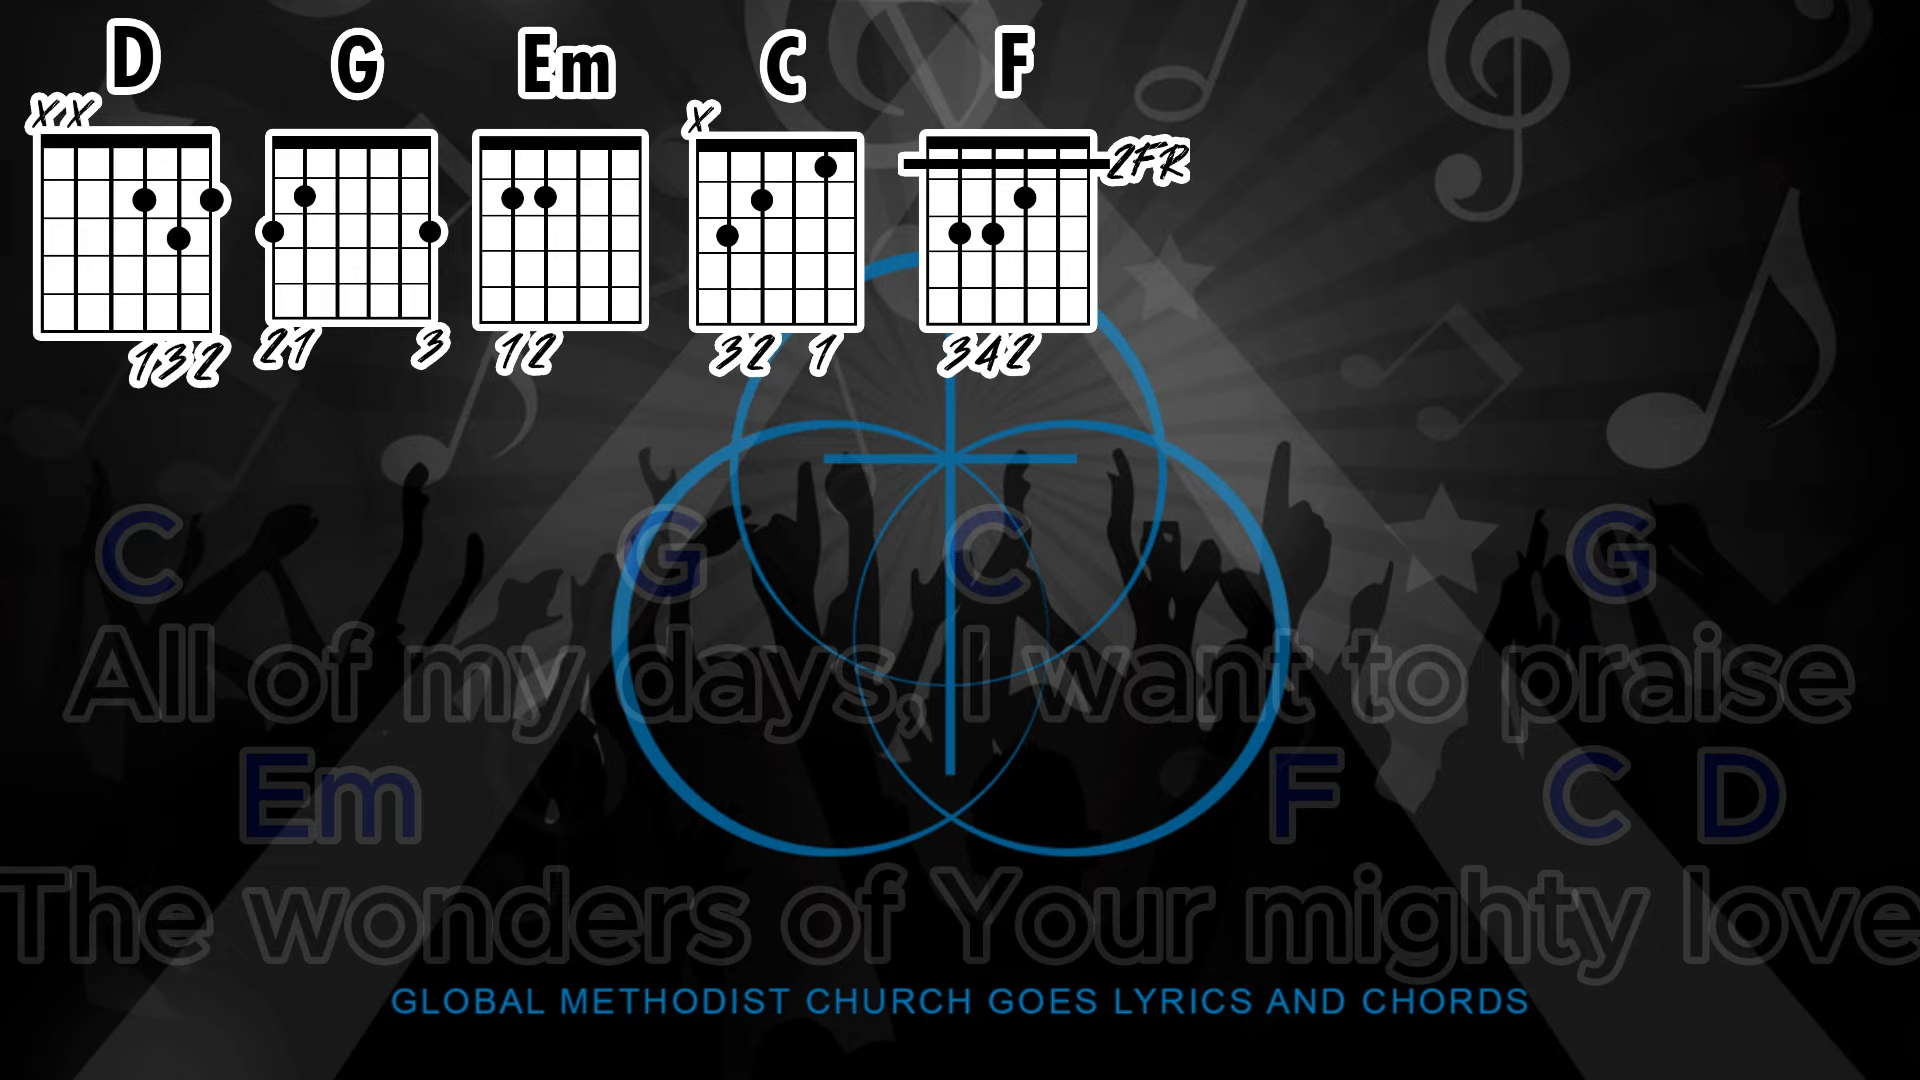 D G Em C F
XX X 2FR
132 21 3 12 32 1 342
C G C G
All of my days, I want to praise
Em F C D
The wonders of Your mighty love
GLOBAL METHODIST CHURCH GOES LYRICS AND CHORDS